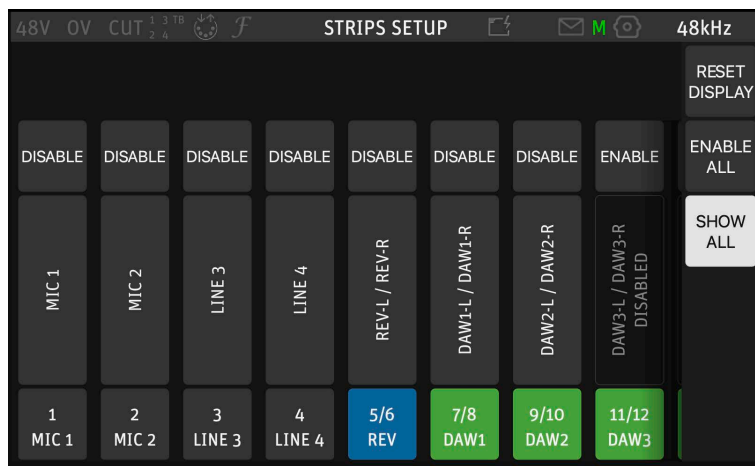 48V OV CUT 1 3 TB F STRIPS SETUP M 48kHz
2 4
RESET
DISPLAY
DISABLE DISABLE DISABLE DISABLE DISABLE DISABLE DISABLE ENABLE
ENABLE
ALL
SHOW
ALL
MIC 1
MIC 2
LINE 3
LINE 4
REV-L / REV-R
DAW1-L / DAW1-R
DAW2-L / DAW2-R
DAW3-L / DAW3-R
DISABLED
1 2 3 4 5/6 7/8 9/10 11/12
MIC 1 MIC 2 LINE 3 LINE 4 REV DAW1 DAW2 DAW3